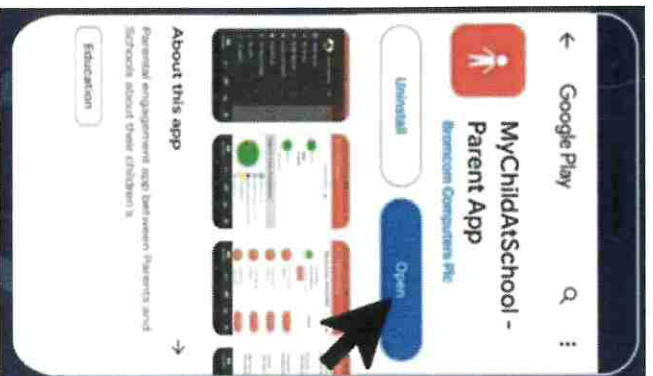 Google Play
MyChildAtSchool -
Parent App
Bromcom Computers Plc
Uninstall
Open
About this app
Parental engagement app between Parents and
Schools about their children's
Education